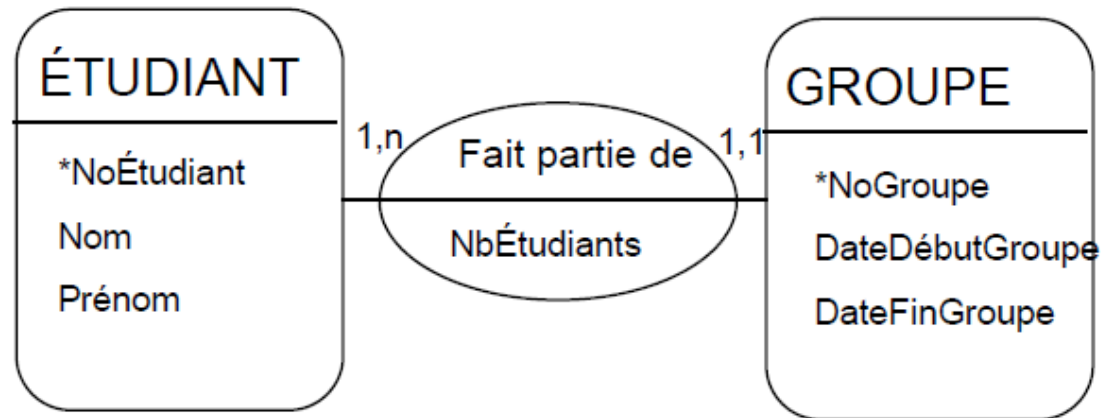 ÉTUDIANT
*NoÉtudiant
Nom
Prénom
1,n
Fait partie de
NbÉtudiants
1,1
GROUPE
*NoGroupe
DateDébutGroupe
DateFinGroupe